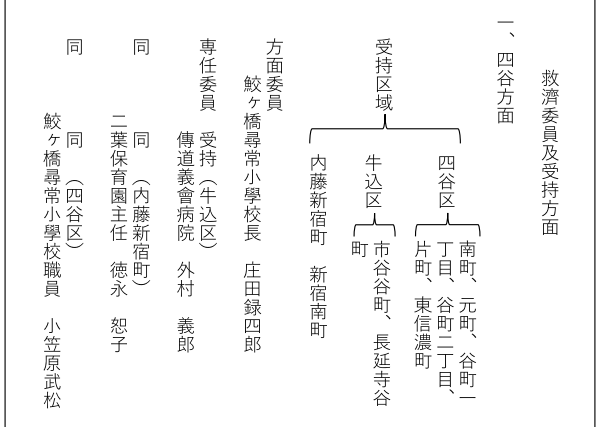 救濟委員及受持方面
一、四谷方面
受持区域
四谷区
南町、元町、谷町一
丁目、谷町二丁目、
片町、東信濃町
牛込区
市谷谷町、長延寺谷
町
内藤新宿町　新宿南町
方面委員
鮫ヶ橋尋常小學校長　庄田録四郎
専任委員　受持（牛込区）
傳道義會病院　外村　義郎
同　　　　同　（内藤新宿町）
二葉保育園主任　徳永　恕子
同　　　　同　（四谷区）
鮫ヶ橋尋常小學校職員　小笠原武松